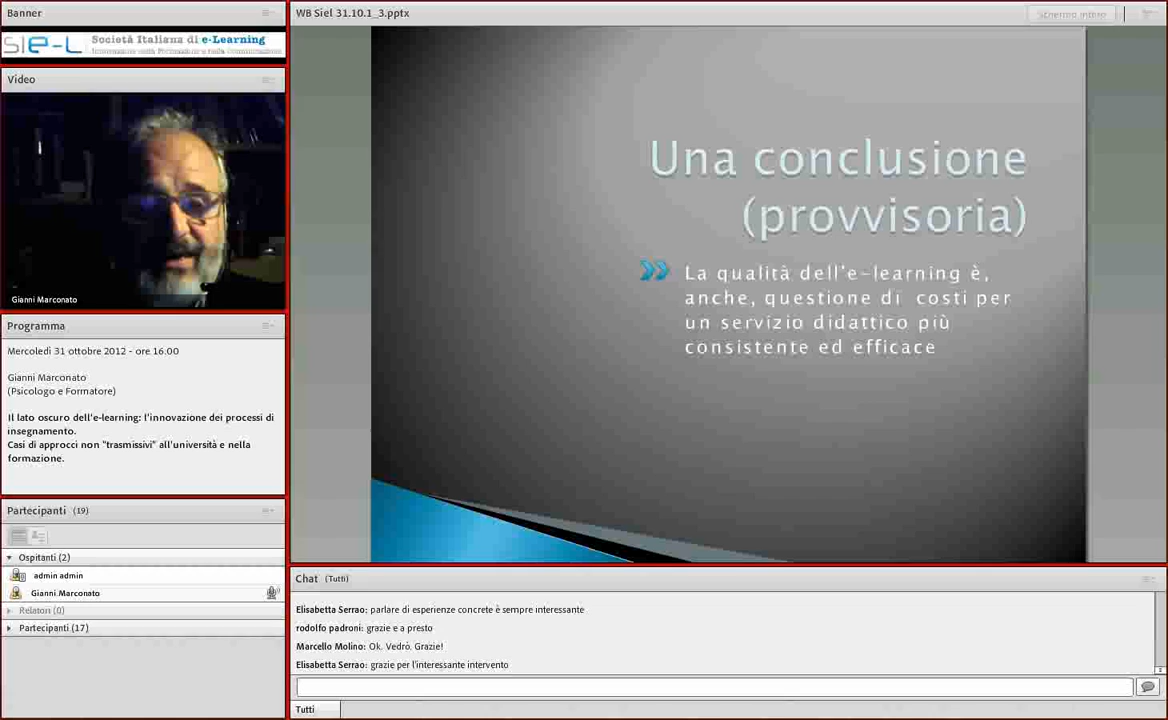 Banner
SIe-L Società Italiana di e-Learning
Video
Gianni Marconato
Programma
Mercoledì 31 ottobre 2012 - ore 16.00
Gianni Marconato
(Psicologo e Formatore)
Il lato oscuro dell'e-learning: l'innovazione dei processi di
insegnamento.
Casi di approcci non "trasmissivi" all'università e nella
formazione.
Partecipanti (19)
Ospitanti (2)
admin admin
Gianni Marconato
Relatori (0)
Partecipanti (17)
WB Siel 31.10.1_3.pptx
Schermo intero
Una conclusione
(provvisoria)
La qualità dell'e-learning è,
anche, questione di costi per
un servizio didattico più
consistente ed efficace
Chat (Tutti)
Elisabetta Serrao: parlare di esperienze concrete è sempre interessante
rodolfo padroni: grazie e a presto
Marcello Molino: Ok. Vedrò. Grazie!
Elisabetta Serrao: grazie per l'interessante intervento
Tutti